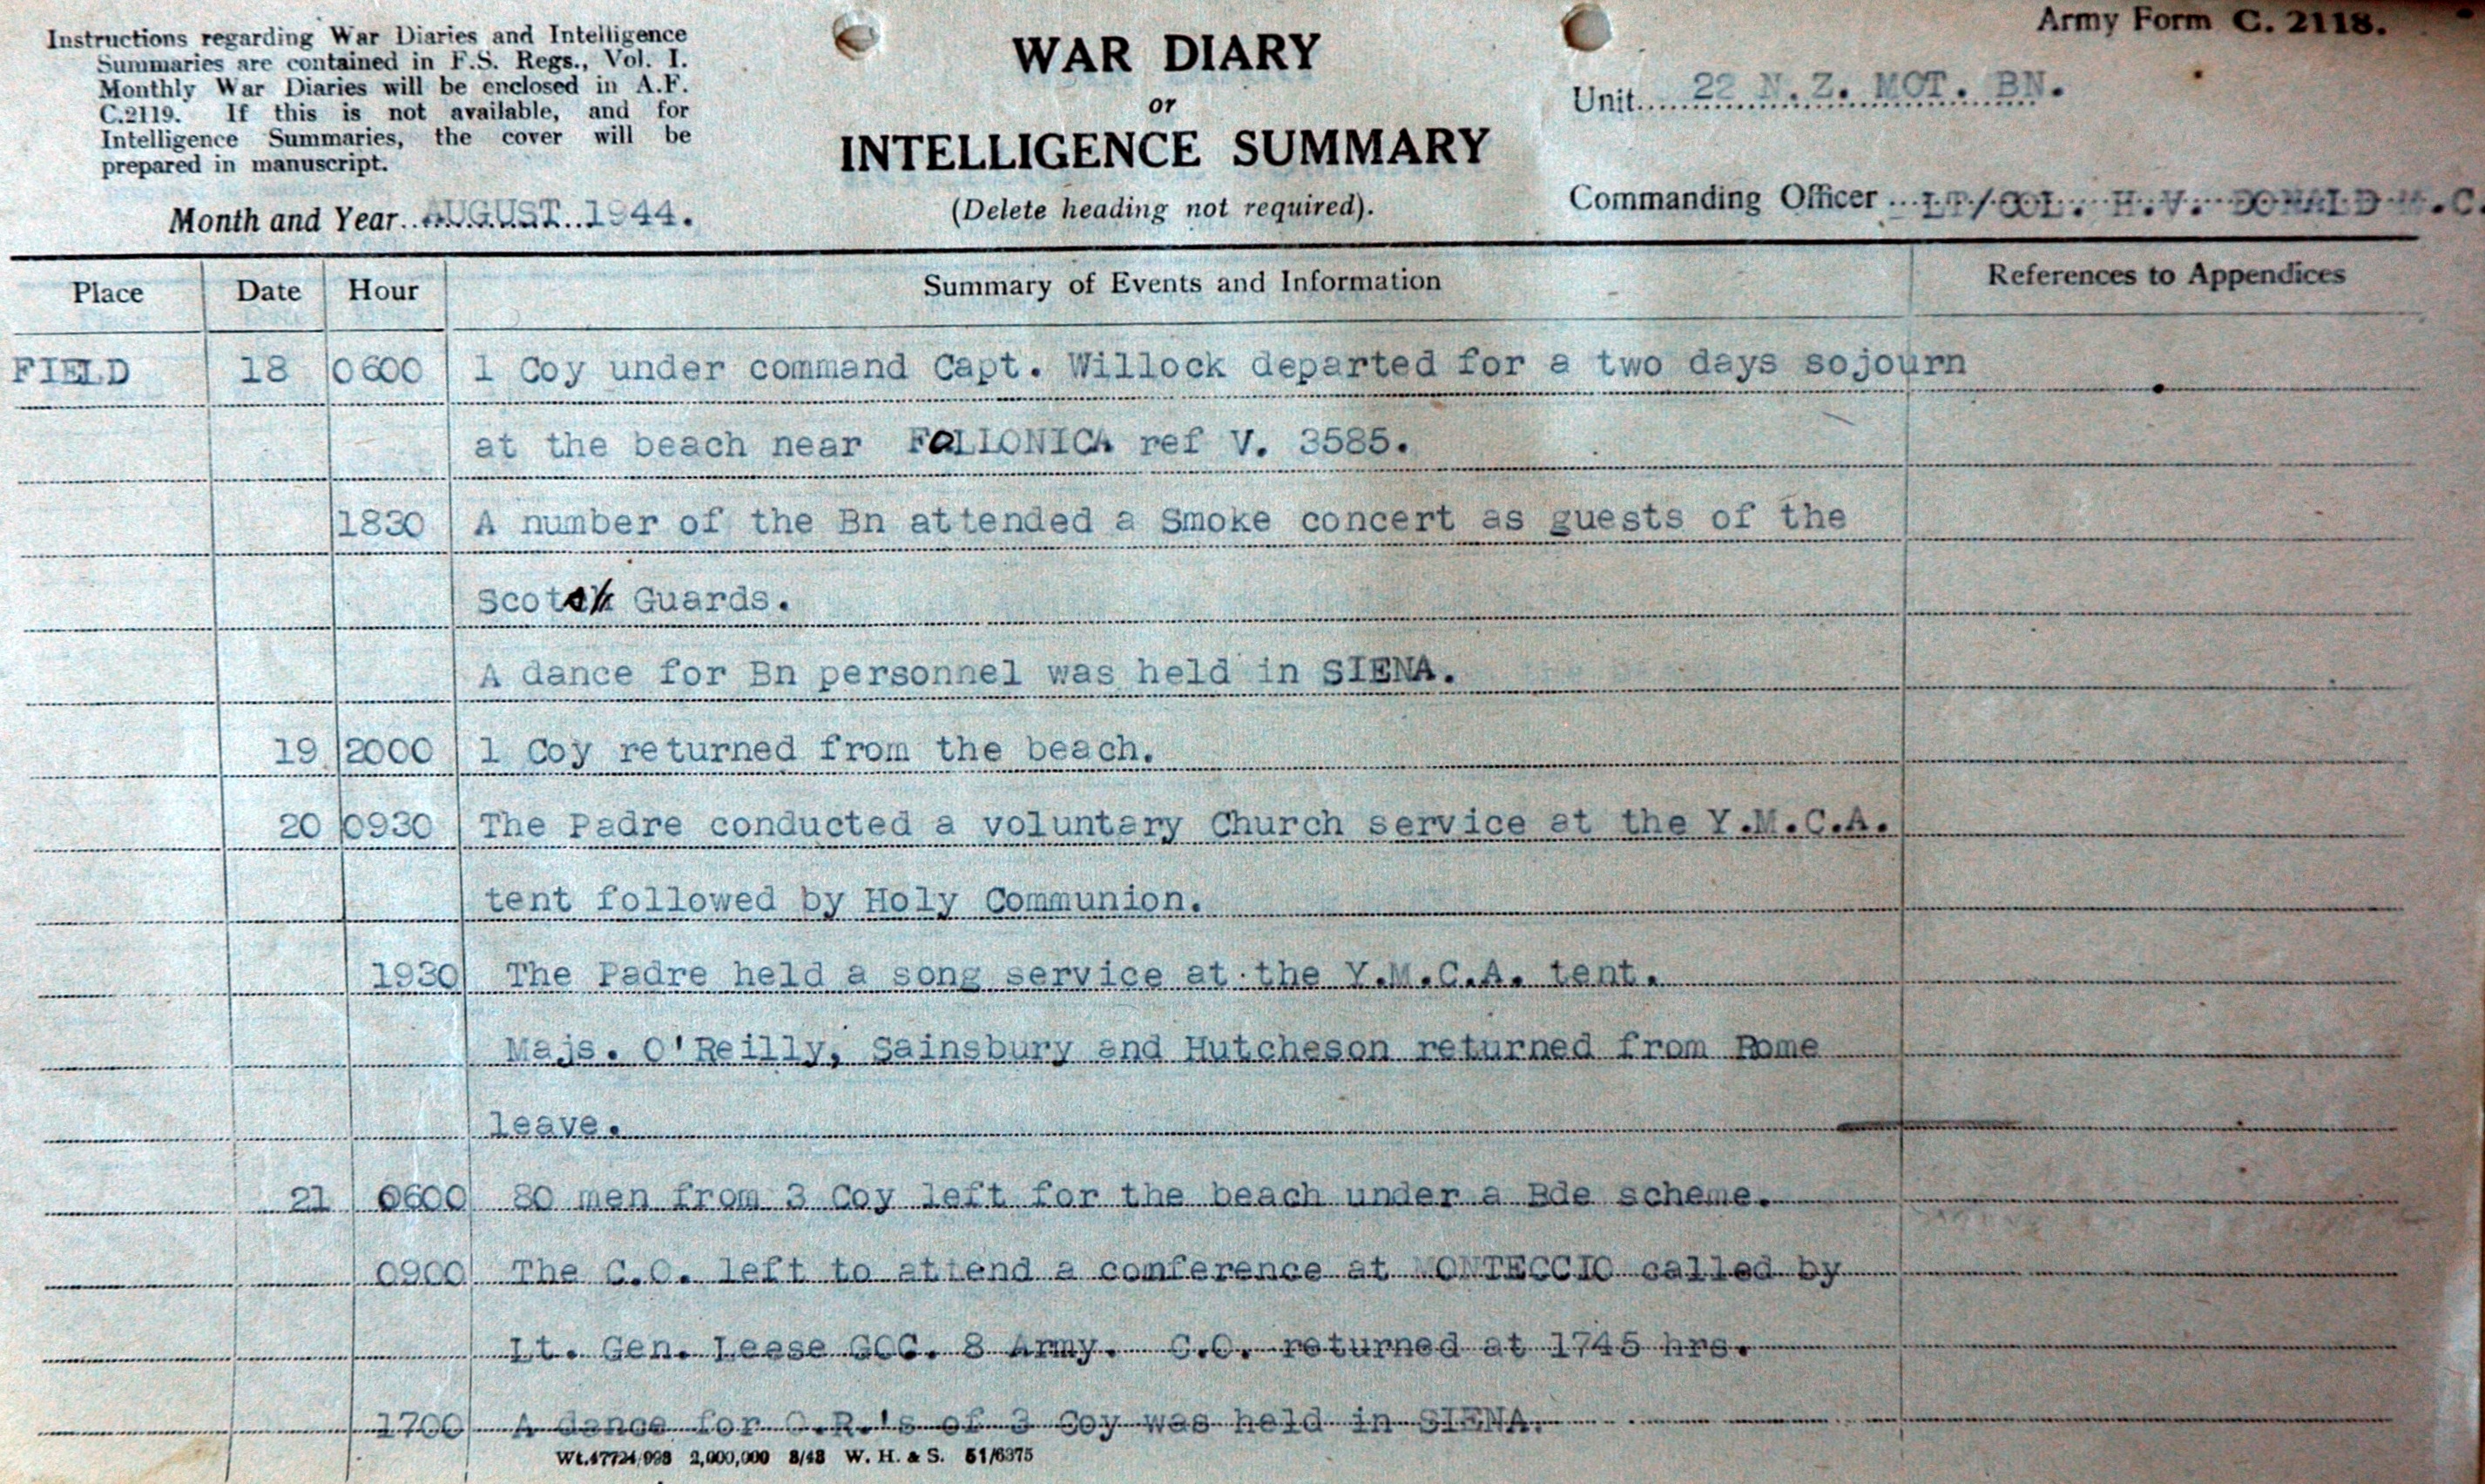 Instructions regarding War Diaries and Intelligence
Summaries are contained in F.S. Regs., Vol. I.
Monthly War Diaries will be enclosed in A.F.
C.2119. If this is not available, and for
Intelligence Summaries, the cover will be
prepared in manuscript.
Month and Year.. AUGUST..1944.
WAR DIARY
or
INTELLIGENCE SUMMARY
(Delete heading not required).
Army Form C. 2118.
Unit..... 22 N.Z. MOT. BN.
Commanding Officer ... LT/COL. H.V. DONALD M.C.
Place Date Hour Summary of Events and Information References to Appendices
FIELD 18 0600 1 Coy under command Capt. Willock departed for a two days sojourn
at the beach near FOLLONICA ref V. 3585.
1830 A number of the Bn attended a Smoke concert as guests of the
Scots Guards.
A dance for Bn personnel was held in SIENA.
19 2000 1 Coy returned from the beach.
20 0930 The Padre conducted a voluntary Church service at the Y.M.C.A.
tent followed by Holy Communion.
1930 The Padre held a song service at the Y.M.C.A. tent.
Majs. O'Reilly, Sainsbury and Hutcheson returned from Rome
leave.
21 0600 80 men from 3 Coy left for the beach under a Bde scheme.
0900 The C.O. left to attend a conference at MONTECCIO called by
Lt. Gen. Leese GOC. 8 Army. C.O. returned at 1745 hrs.
1700 A dance for O.R.'s of 3 Coy was held in SIENA.
Wt.47724/993 2,000,000 8/43 W. H. & S. 51/6375